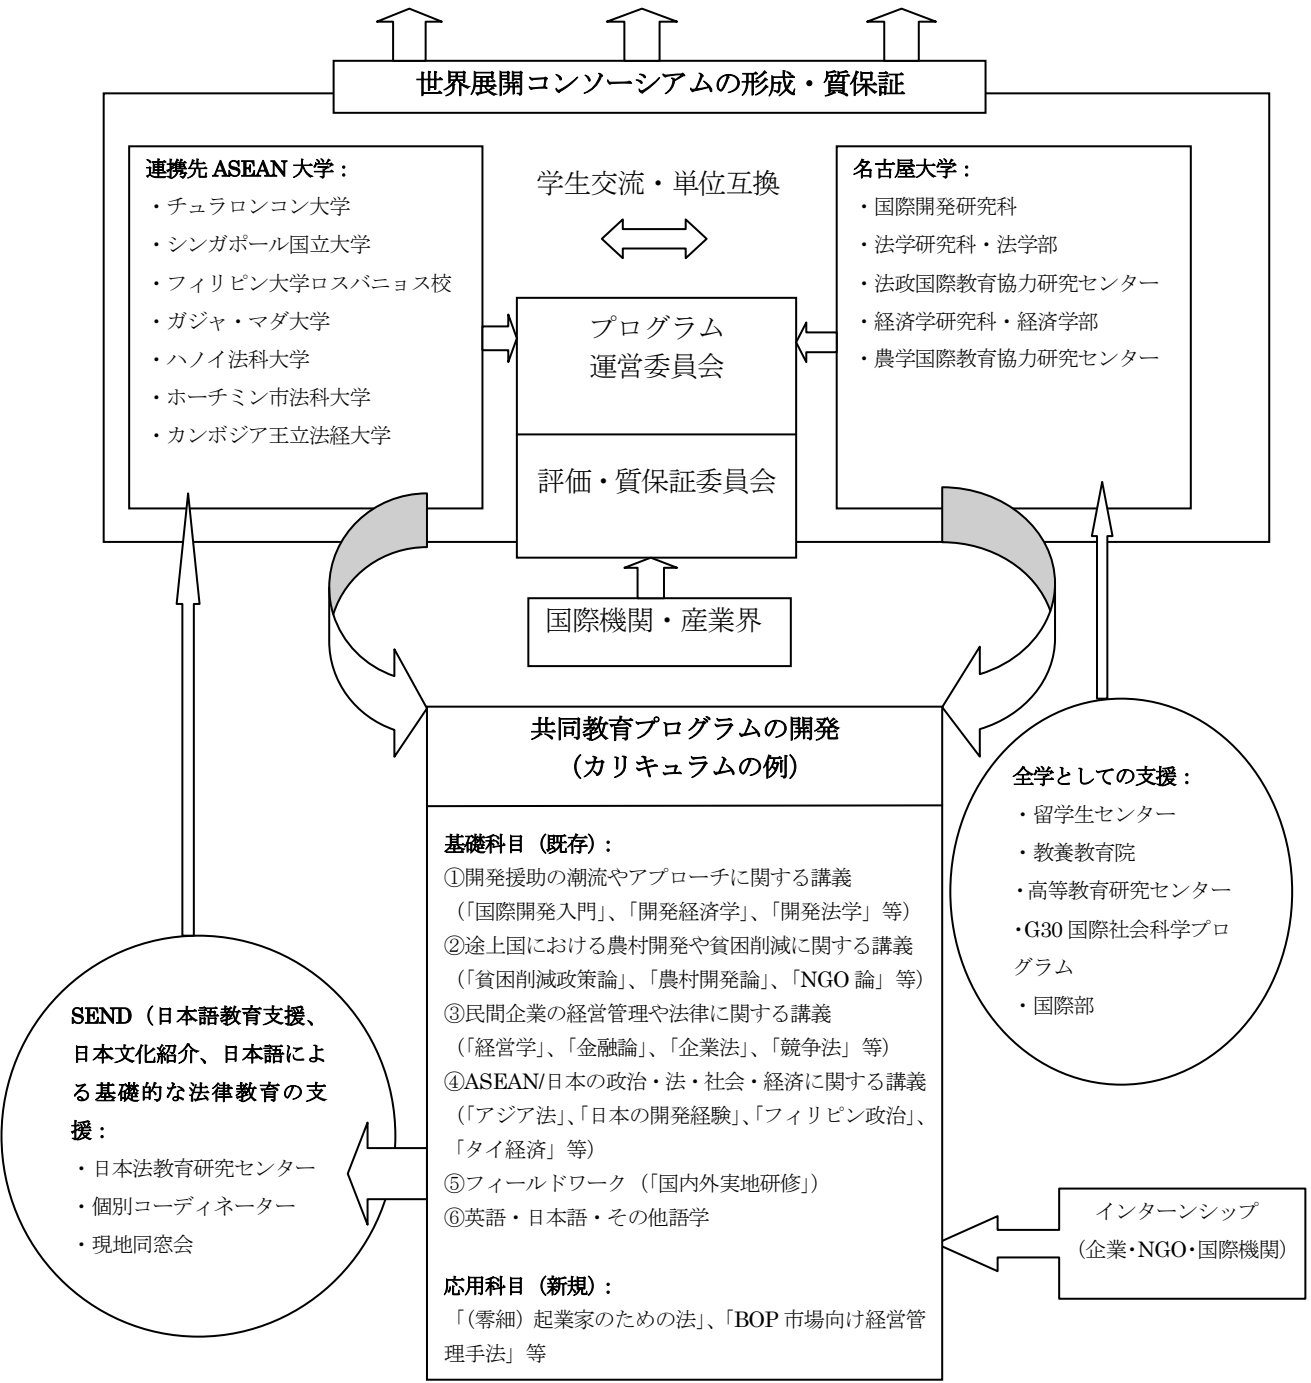 世界展開コンソーシアムの形成・質保証
連携先 ASEAN 大学：
・チュラロンコン大学
・シンガポール国立大学
・フィリピン大学ロスバニョス校
・ガジャ・マダ大学
・ハノイ法科大学
・ホーチミン市法科大学
・カンボジア王立法経大学
学生交流・単位互換
名古屋大学：
・国際開発研究科
・法学研究科・法学部
・法政国際教育協力研究センター
・経済学研究科・経済学部
・農学国際教育協力研究センター
プログラム
運営委員会
評価・質保証委員会
国際機関・産業界
共同教育プログラムの開発
（カリキュラムの例）
基礎科目（既存）：
①開発援助の潮流やアプローチに関する講義
（「国際開発入門」、「開発経済学」、「開発法学」等）
②途上国における農村開発や貧困削減に関する講義
（「貧困削減政策論」、「農村開発論」、「NGO 論」等）
③民間企業の経営管理や法律に関する講義
（「経営学」、「金融論」、「企業法」、「競争法」等）
④ASEAN/日本の政治・法・社会・経済に関する講義
（「アジア法」、「日本の開発経験」、「フィリピン政治」、
「タイ経済」等）
⑤フィールドワーク（「国内外実地研修」）
⑥英語・日本語・その他語学
応用科目（新規）：
「（零細）起業家のための法」、「BOP 市場向け経営管
理手法」等
全学としての支援：
・留学生センター
・教養教育院
・高等教育研究センター
・G30 国際社会科学プロ
グラム
・国際部
SEND（日本語教育支援、
日本文化紹介、日本語によ
る基礎的な法律教育の支
援：
・日本法教育研究センター
・個別コーディネーター
・現地同窓会
インターンシップ
（企業・NGO・国際機関）